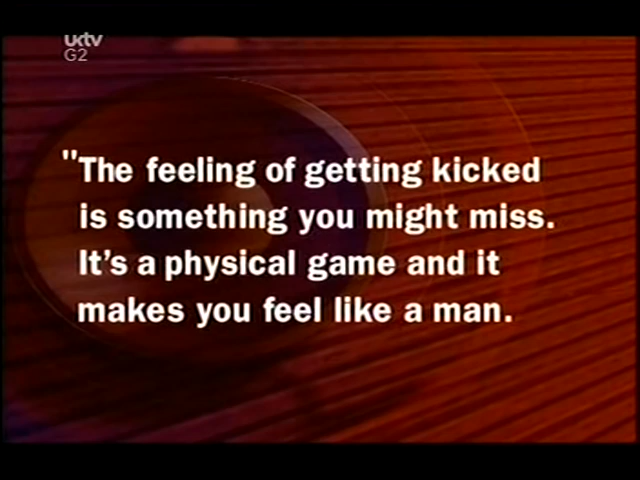 uktv
G2
"The feeling of getting kicked
is something you might miss.
It's a physical game and it
makes you feel like a man.